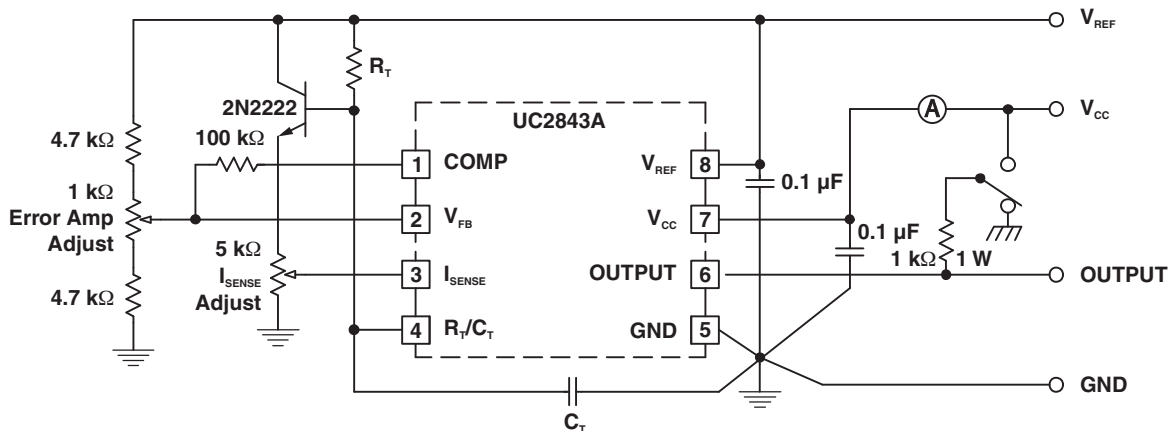 V_REF
R_T
2N2222
UC2843A
A
V_CC
100 kΩ
4.7 kΩ
1
COMP
V_REF
8
0.1 µF
1 kΩ
Error Amp
Adjust
2
V_FB
V_CC
7
0.1 µF
5 kΩ
I_SENSE
Adjust
3
I_SENSE
OUTPUT
6
1 kΩ
1 W
OUTPUT
4.7 kΩ
4
R_T/C_T
GND
5
GND
C_T